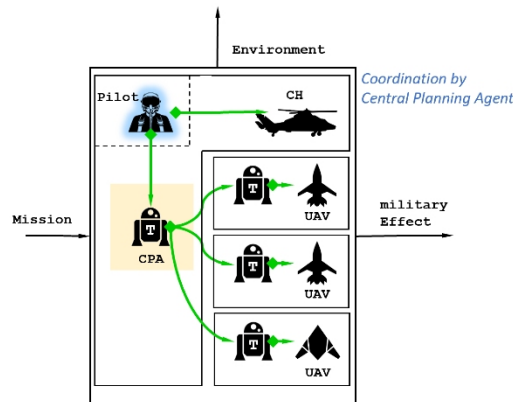 Environment
Coordination by
Central Planning Agent
Pilot
CH
T
UAV
Mission
T
CPA
military
Effect
T
UAV
T
UAV